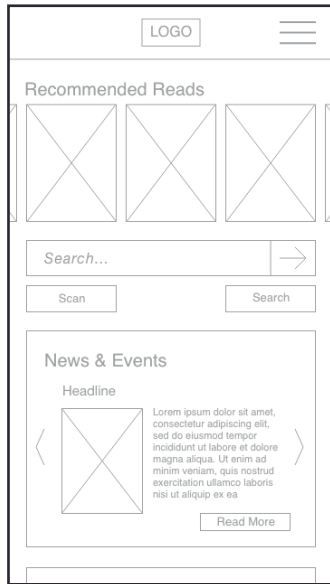 LOGO
Recommended Reads
Search...
Scan
Search
News & Events
Headline
Lorem ipsum dolor sit amet,
consectetur adipiscing elit,
sed do eiusmod tempor
incididunt ut labore et dolore
magna aliqua. Ut enim ad
minim veniam, quis nostrud
exercitation ullamco laboris
nisi ut aliquip ex ea
Read More